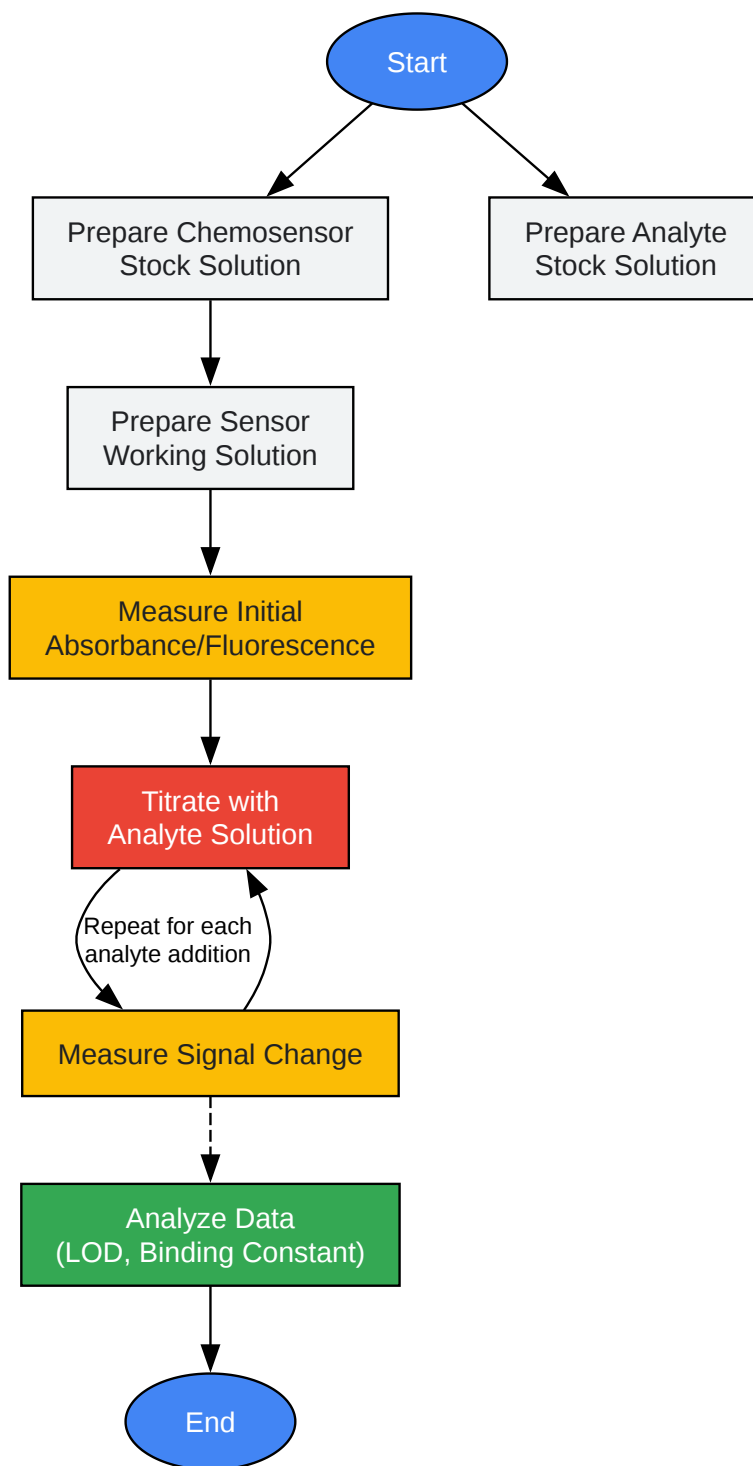 Start
Prepare Chemosensor
Stock Solution
Prepare Analyte
Stock Solution
Prepare Sensor
Working Solution
Measure Initial
Absorbance/Fluorescence
Titrate with
Analyte Solution
Repeat for each
analyte addition
Measure Signal Change
Analyze Data
(LOD, Binding Constant)
End